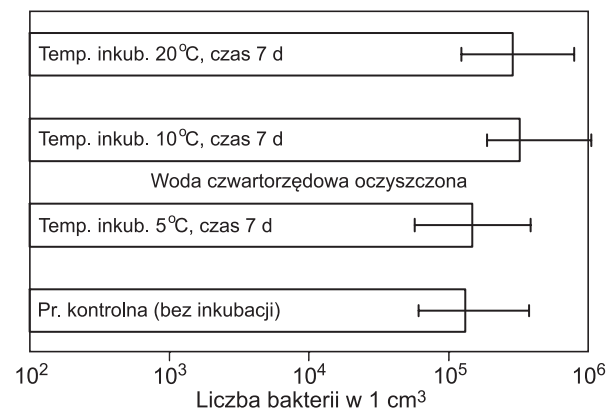 Temp. inkub. 20°C, czas 7 d
Temp. inkub. 10°C, czas 7 d
Woda czwartorzędowa oczyszczona
Temp. inkub. 5°C, czas 7 d
Pr. kontrolna (bez inkubacji)
10² 10³ 10⁴ 10⁵ 10⁶
Liczba bakterii w 1 cm³